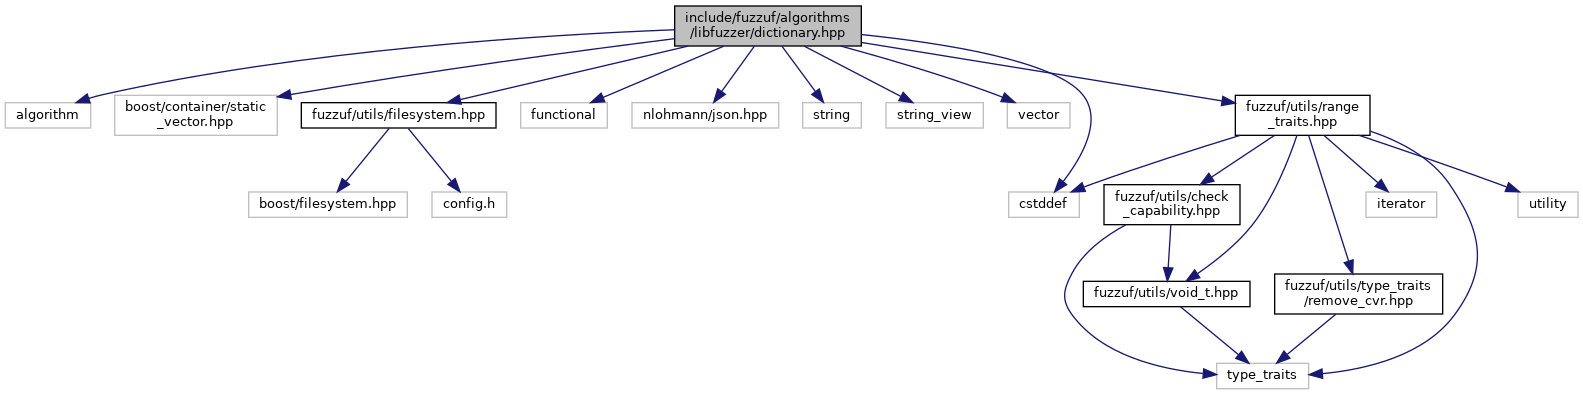 include/fuzzuf/algorithms
/libfuzzer/dictionary.hpp
algorithm
boost/container/static
_vector.hpp
fuzzuf/utils/filesystem.hpp
functional
nlohmann/json.hpp
string
string_view
vector
fuzzuf/utils/range
_traits.hpp
boost/filesystem.hpp
config.h
cstddef
fuzzuf/utils/check
_capability.hpp
iterator
utility
fuzzuf/utils/void_t.hpp
fuzzuf/utils/type_traits
/remove_cvr.hpp
type_traits